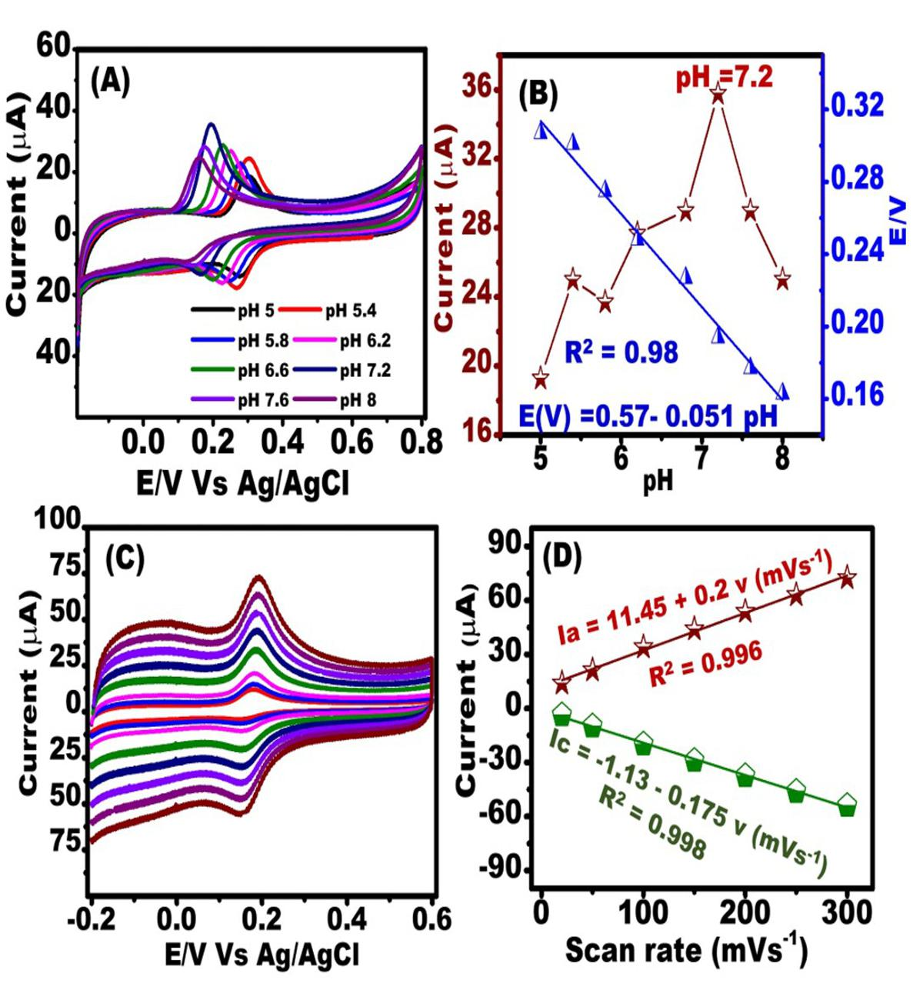 60
40
20
0
20
40
Current (μA)
(A)
pH 5
pH 5.4
pH 5.8
pH 6.2
pH 6.6
pH 7.2
pH 7.6
pH 8
0.0 0.2 0.4 0.6 0.8
E/V Vs Ag/AgCl
36
32
28
24
20
16
Current (μA)
(B)
pH =7.2
R² = 0.98
E(V) =0.57- 0.051 pH
0.32
0.28
0.24
0.20
0.16
E/V
5 6 7 8
pH
100
75
50
25
0
25
50
75
Current (μA)
(C)
-0.2 0.0 0.2 0.4 0.6
E/V Vs Ag/AgCl
90
60
30
0
-30
-60
-90
Current (μA)
(D)
Ia = 11.45 + 0.2 v (mVs⁻¹)
R² = 0.996
Ic = -1.13 - 0.175 v (mVs⁻¹)
R² = 0.998
0 100 200 300
Scan rate (mVs⁻¹)